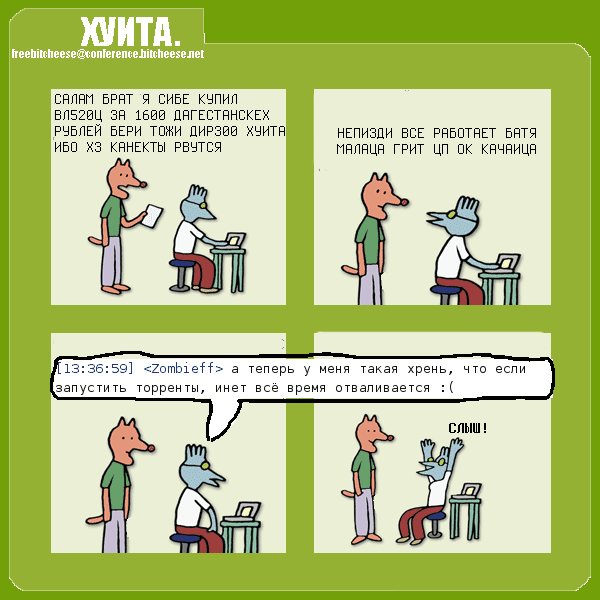 ХУИТА.
freebitcheese@conference.bitcheese.net
САЛАМ БРАТ Я СИБЕ КУПИЛ
ВЛ520Ц ЗА 1600 ДАГЕСТАНСКЕХ
РУБЛЕЙ БЕРИ ТОЖИ ДИР300 ХУИТА
ИБО ХЗ КАНЕКТЫ РВУТСЯ
НЕПИЗДИ ВСЕ РАБОТАЕТ БАТЯ
МАЛАЦА ГРИТ ЦП ОК КАЧАИЦА
[13:36:59] <Zombieff> а теперь у меня такая хрень, что если
запустить торренты, инет всё время отваливается :(
СЛЫШ!